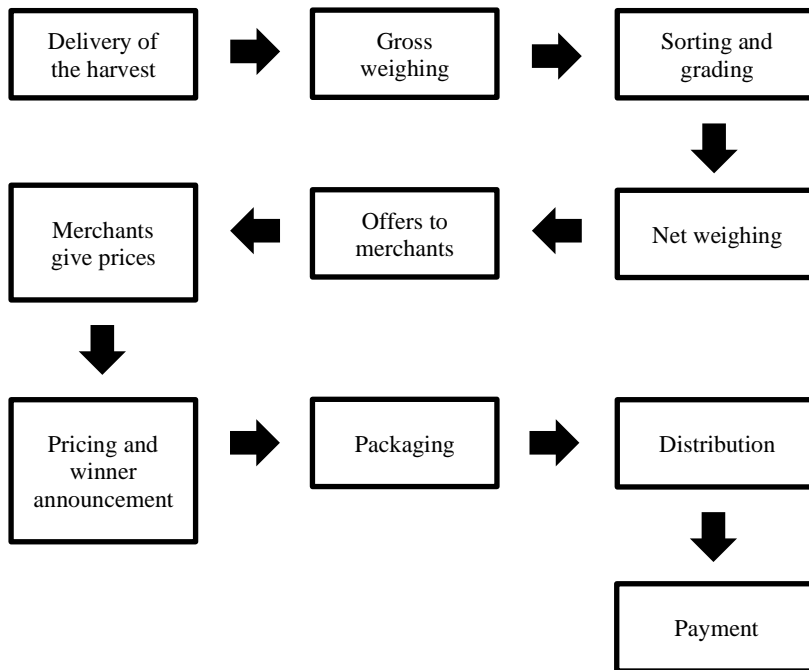 Delivery of
the harvest
Gross
weighing
Sorting and
grading
Net weighing
Offers to
merchants
Merchants
give prices
Pricing and
winner
announcement
Packaging
Distribution
Payment